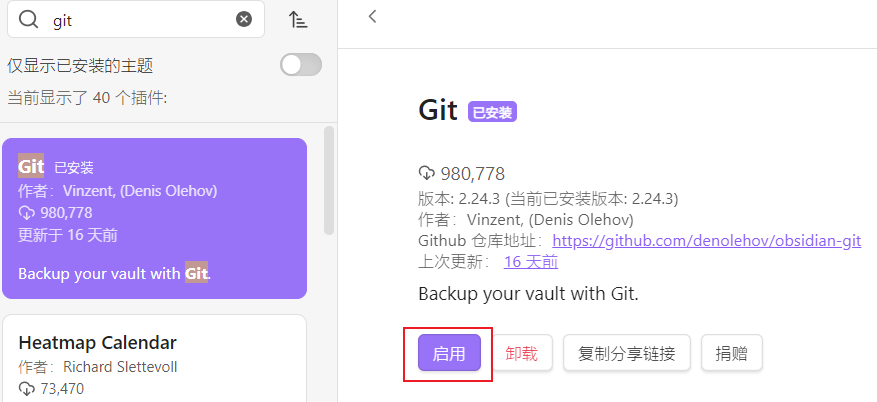 git
仅显示已安装的主题
当前显示了 40 个插件:
Git 已安装
作者：Vinzent, (Denis Olehov)
980,778
更新于 16 天前
Backup your vault with Git.
Heatmap Calendar
作者：Richard Slettevoll
73,470
Git 已安装
980,778
版本: 2.24.3 (当前已安装版本: 2.24.3)
作者：Vinzent, (Denis Olehov)
Github 仓库地址：https://github.com/denolehov/obsidian-git
上次更新： 16 天前
Backup your vault with Git.
启用 卸载 复制分享链接 捐赠